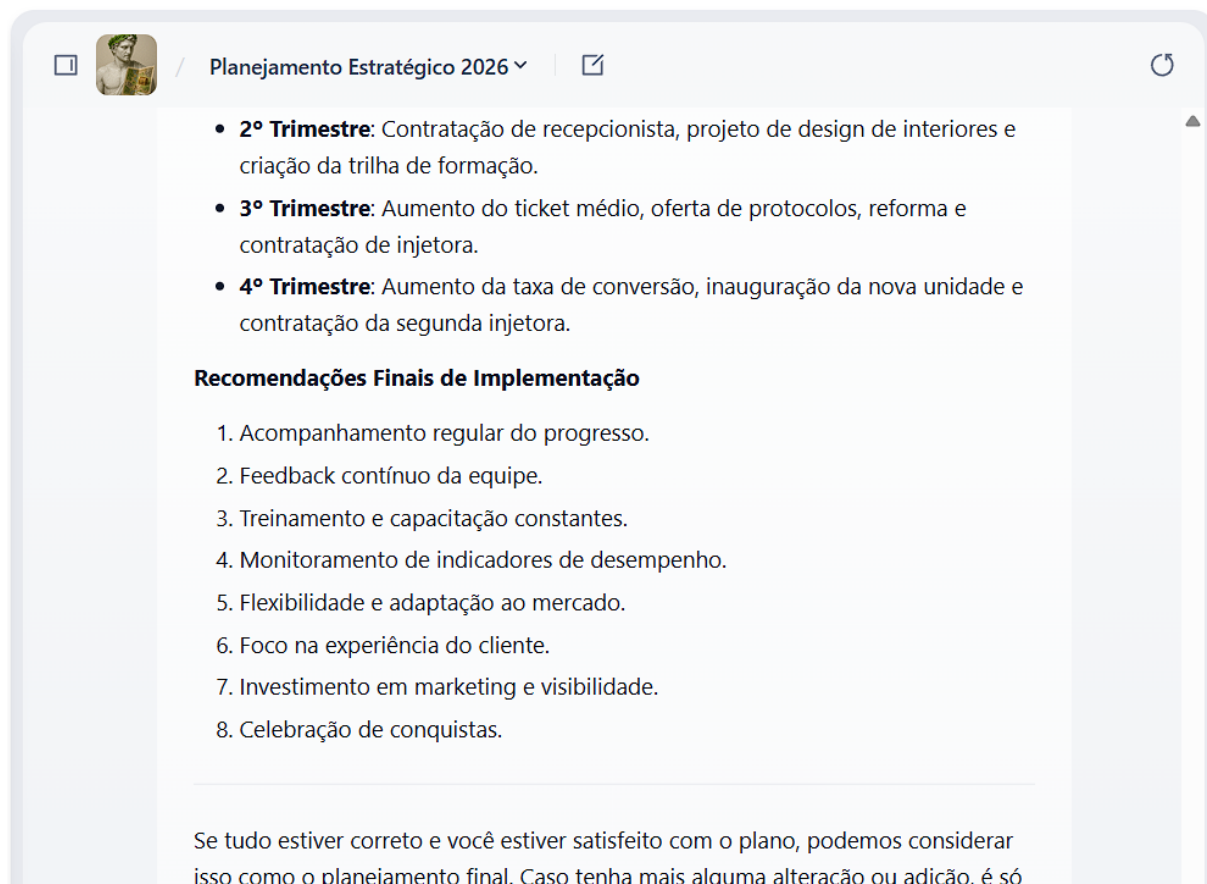 / Planejamento Estratégico 2026
• 2º Trimestre: Contratação de recepcionista, projeto de design de interiores e
criação da trilha de formação.
• 3º Trimestre: Aumento do ticket médio, oferta de protocolos, reforma e
contratação de injetora.
• 4º Trimestre: Aumento da taxa de conversão, inauguração da nova unidade e
contratação da segunda injetora.
Recomendações Finais de Implementação
1. Acompanhamento regular do progresso.
2. Feedback contínuo da equipe.
3. Treinamento e capacitação constantes.
4. Monitoramento de indicadores de desempenho.
5. Flexibilidade e adaptação ao mercado.
6. Foco na experiência do cliente.
7. Investimento em marketing e visibilidade.
8. Celebração de conquistas.
Se tudo estiver correto e você estiver satisfeito com o plano, podemos considerar
isso como o planejamento final. Caso tenha mais alguma alteração ou adição, é só